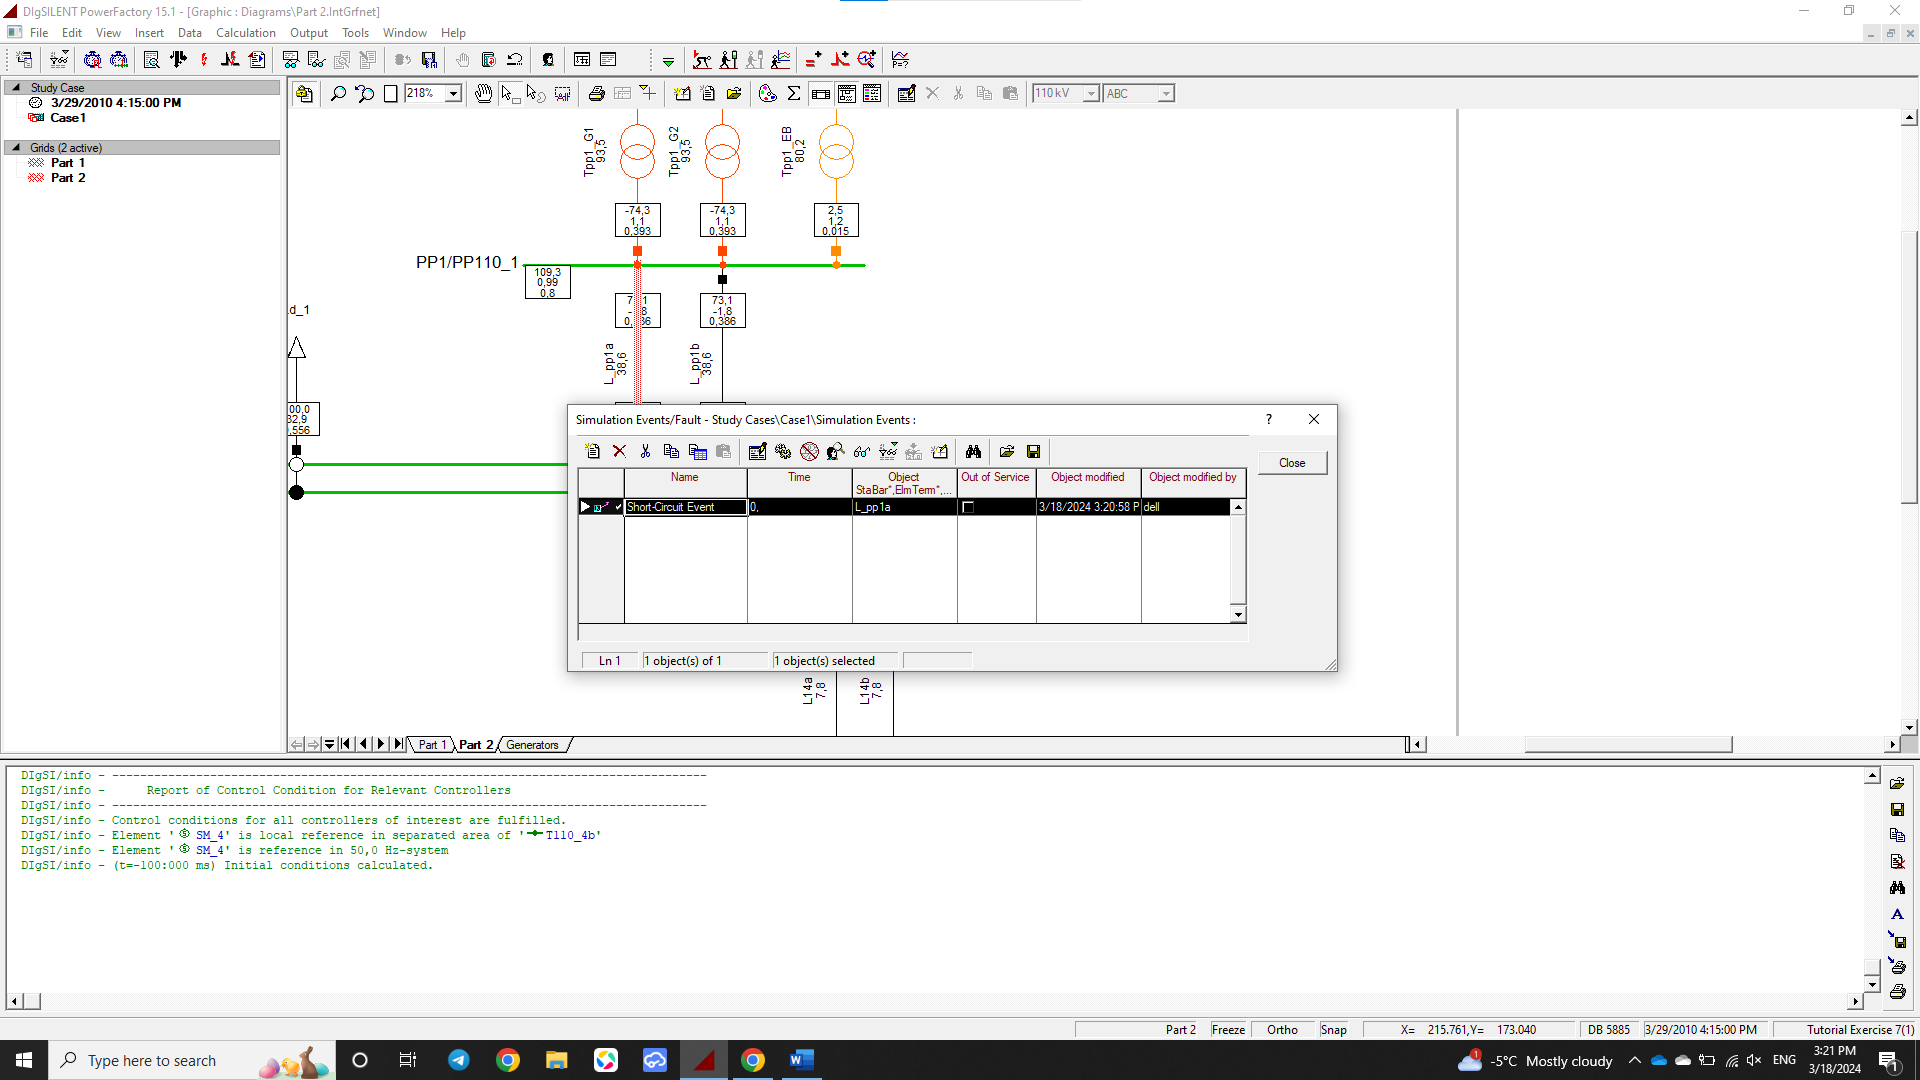 DIgSILENT PowerFactory 15.1 - [Graphic : Diagrams\Part 2.IntGrfnet]
File Edit View Insert Data Calculation Output Tools Window Help
Study Case
3/29/2010 4:15:00 PM
Case1
Grids (2 active)
Part 1
Part 2
218%
110 kV
ABC
Tpp1_G1
93,5
Tpp1_G2
93,5
Tpp1_EB
80,2
-74,3
1,1
0,393
-74,3
1,1
0,393
2,5
1,2
0,015
PP1/PP110_1
109,3
0,99
0,8
73,1
-1,8
0,386
L_pp1a
38,6
L_pp1b
38,6
d_1
00,0
32,9
,556
Simulation Events/Fault - Study Cases\Case1\Simulation Events :
Close
Name Time Object Out of Service Object modified Object modified by
StaBar*,ElmTerm*,...
Short-Circuit Event 0, L_pp1a 3/18/2024 3:20:58 P dell
Ln 1 1 object(s) of 1 1 object(s) selected
L14a
7,8
L14b
7,8
Part 1 Part 2 Generators
DIgSI/info - --------------------------------------------------------------------------
DIgSI/info - Report of Control Condition for Relevant Controllers
DIgSI/info - --------------------------------------------------------------------------
DIgSI/info - Control conditions for all controllers of interest are fulfilled.
DIgSI/info - Element ' SM_4' is local reference in separated area of ' T110_4b'
DIgSI/info - Element ' SM_4' is reference in 50,0 Hz-system
DIgSI/info - (t=-100:000 ms) Initial conditions calculated.
Part 2 Freeze Ortho Snap X= 215.761,Y= 173.040 DB 5885 3/29/2010 4:15:00 PM Tutorial Exercise 7(1)
Type here to search
-5°C Mostly cloudy
ENG
3:21 PM
3/18/2024